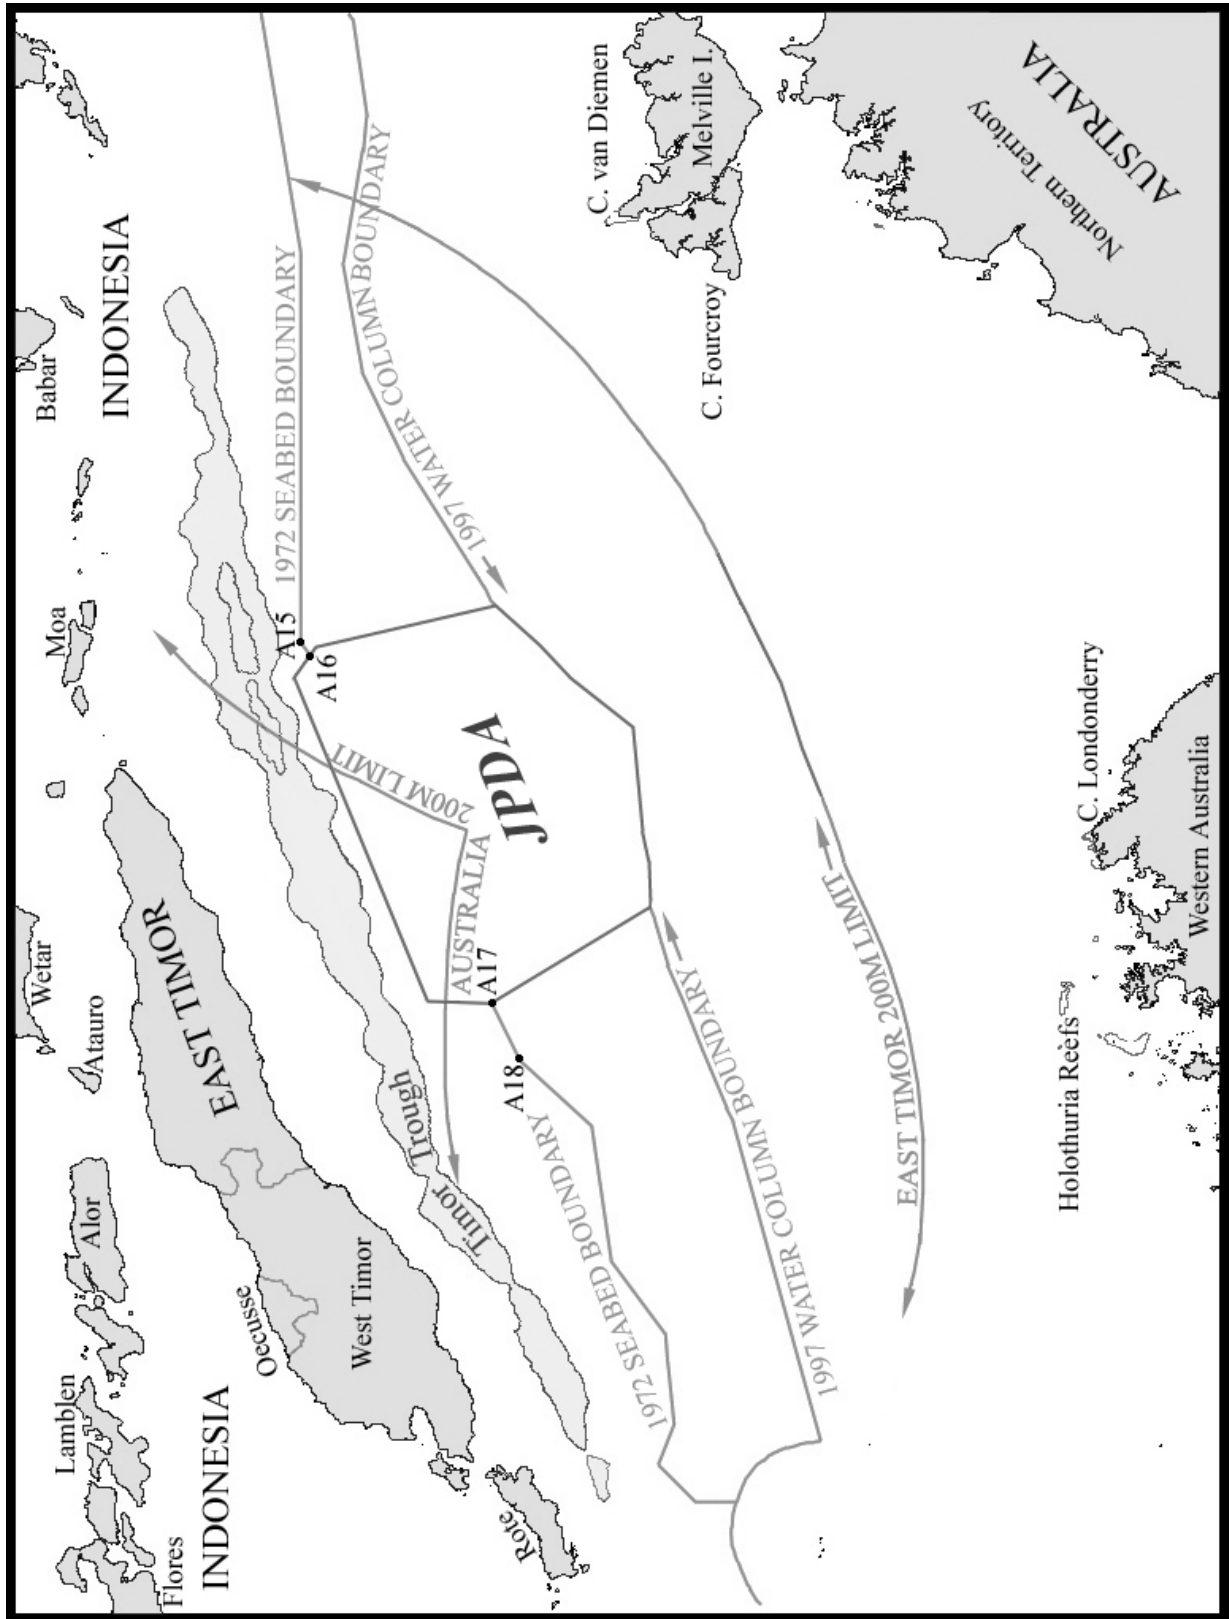 Flores
Lamblen
Alor
Atauro
Wetar
Moa
Babar
INDONESIA
INDONESIA
Oecusse
West Timor
EAST TIMOR
Rote
Timor
Trough
A15
A16
A17
A18
1972 SEABED BOUNDARY
1972 SEABED BOUNDARY
AUSTRALIA
200M LIMIT
JPDA
1997 WATER COLUMN BOUNDARY
1997 WATER COLUMN BOUNDARY
EAST TIMOR 200M LIMIT
C. van Diemen
Melville I.
C. Fourcroy
Northern Territory
AUSTRALIA
Holothuria Reefs
C. Londonderry
Western Australia